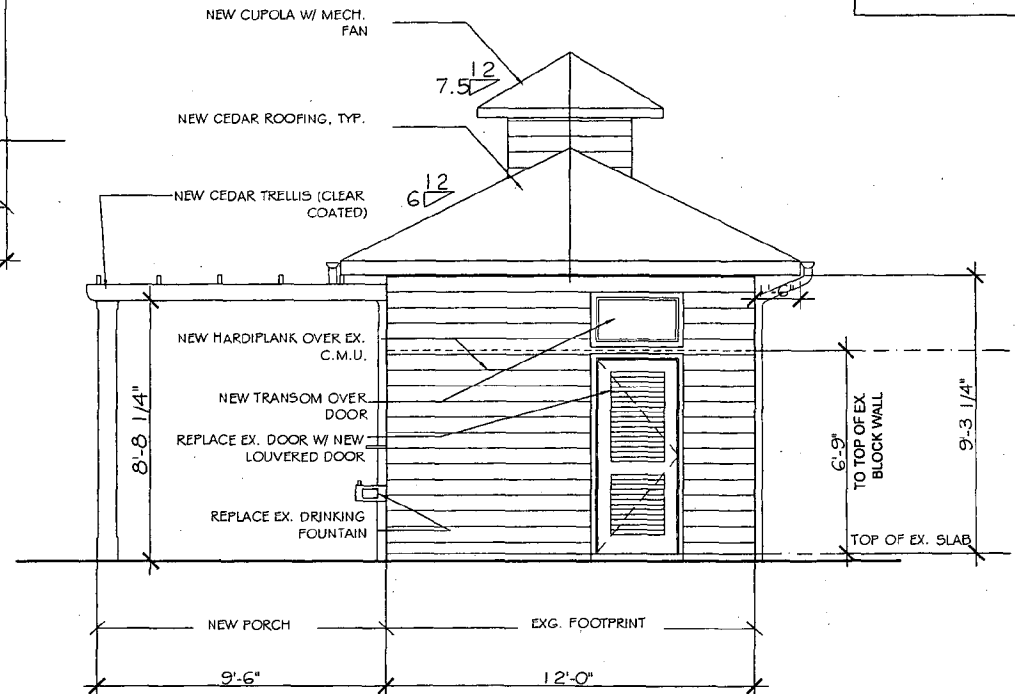 NEW CUPOLA W/ MECH.
FAN
12
7.5
NEW CEDAR ROOFING, TYP.
12
6
NEW CEDAR TRELLIS (CLEAR
COATED)
1'-6"
NEW HARDIPLANK OVER EX.
C.M.U.
NEW TRANSOM OVER
DOOR
REPLACE EX. DOOR W/ NEW
LOUVERED DOOR
REPLACE EX. DRINKING
FOUNTAIN
8'-8 1/4"
6'-9"
TO TOP OF EX.
BLOCK WALL
9'-3 1/4"
TOP OF EX. SLAB
NEW PORCH
EXG. FOOTPRINT
9'-6"
12'-0"